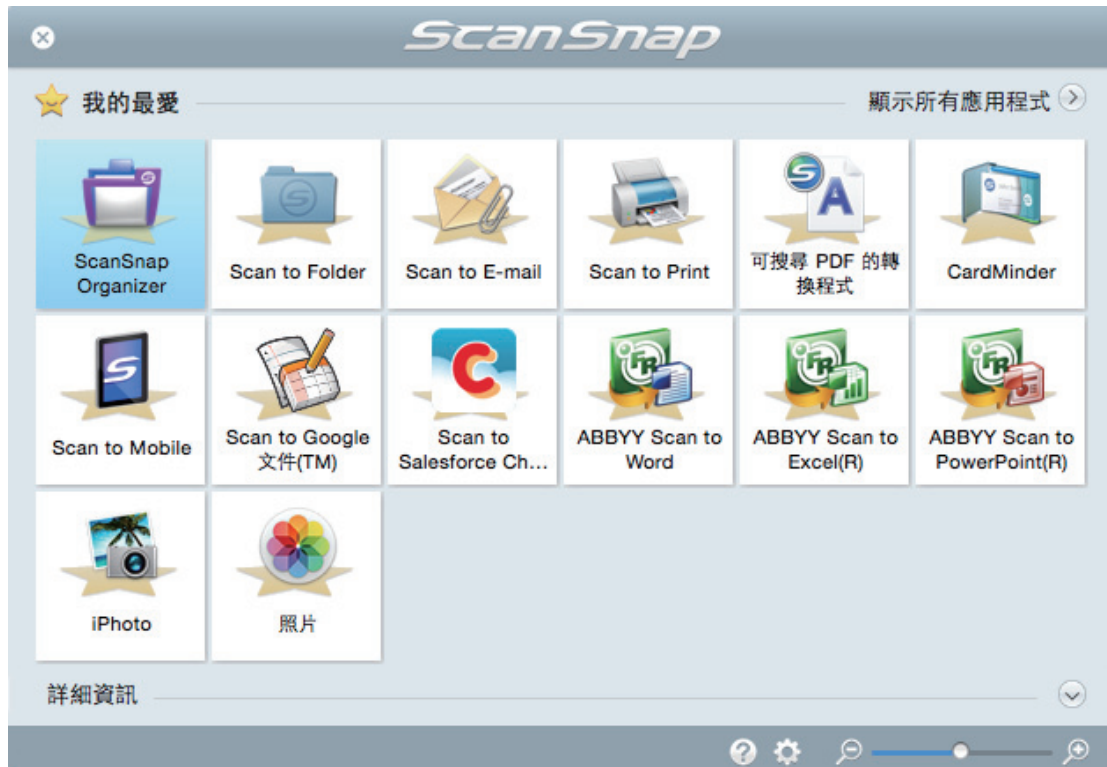 ScanSnap
我的最愛
顯示所有應用程式
ScanSnap
Organizer
Scan to Folder
Scan to E-mail
Scan to Print
可搜尋 PDF 的轉
換程式
CardMinder
Scan to Mobile
Scan to Google
文件(TM)
Scan to
Salesforce Ch...
ABBYY Scan to
Word
ABBYY Scan to
Excel(R)
ABBYY Scan to
PowerPoint(R)
iPhoto
照片
詳細資訊